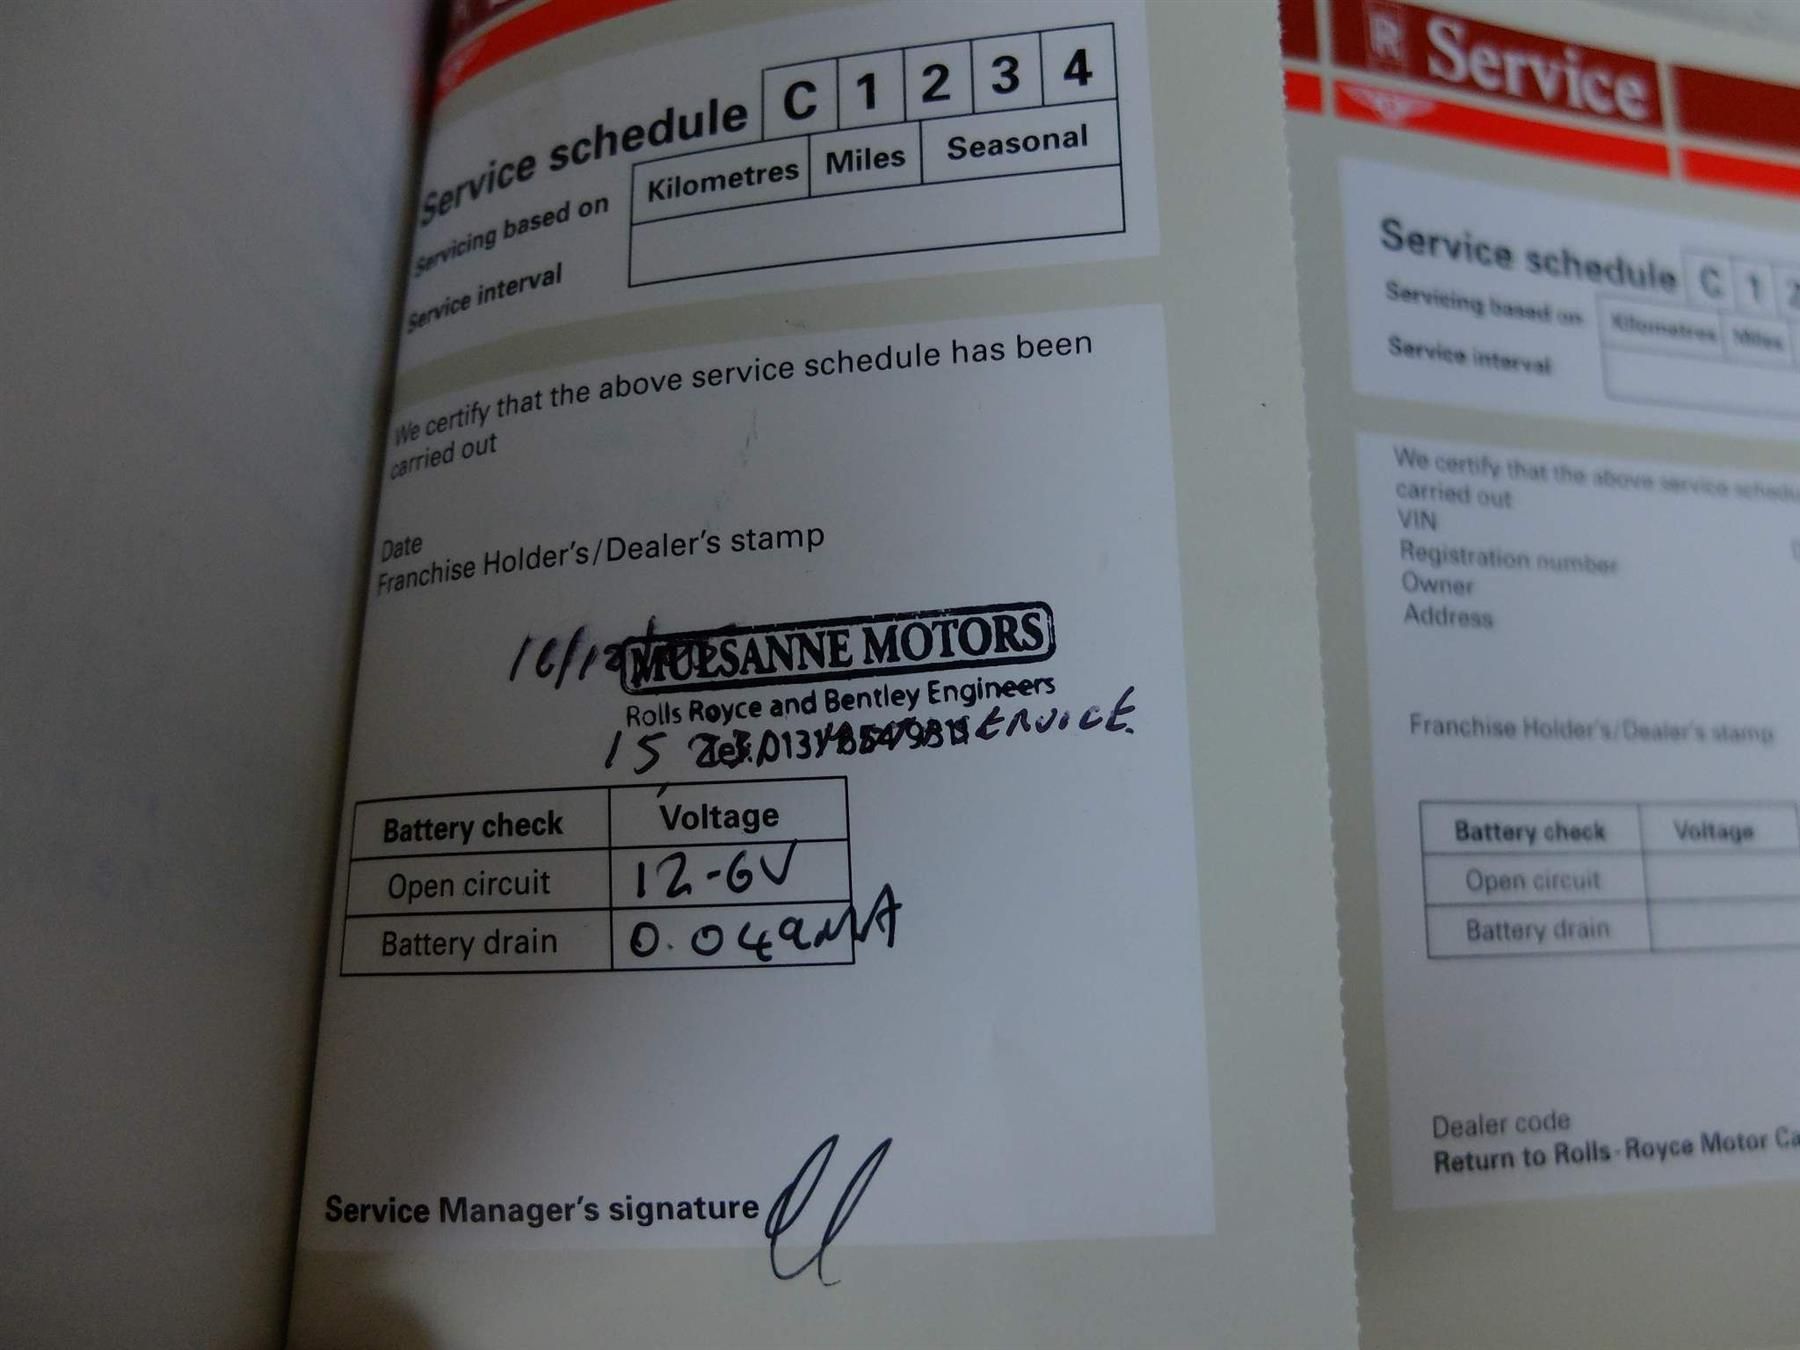 Service schedule C 1 2 3 4
Servicing based on Kilometres Miles Seasonal
Service interval
We certify that the above service schedule has been
carried out
Date
Franchise Holder's/Dealer's stamp
MULSANNE MOTORS
Rolls Royce and Bentley Engineers
15 SERVICE
Battery check Voltage
Open circuit 12-6V
Battery drain 0.049MA
Service Manager's signature
R Service
Service schedule C 1 2
Servicing based on Kilometres Miles
Service interval
We certify that the above service
carried out
VIN
Registration number
Owner
Address
Franchise Holder's/Dealer's stamp
Battery check Voltage
Open circuit
Battery drain
Dealer code
Return to Rolls-Royce Motor